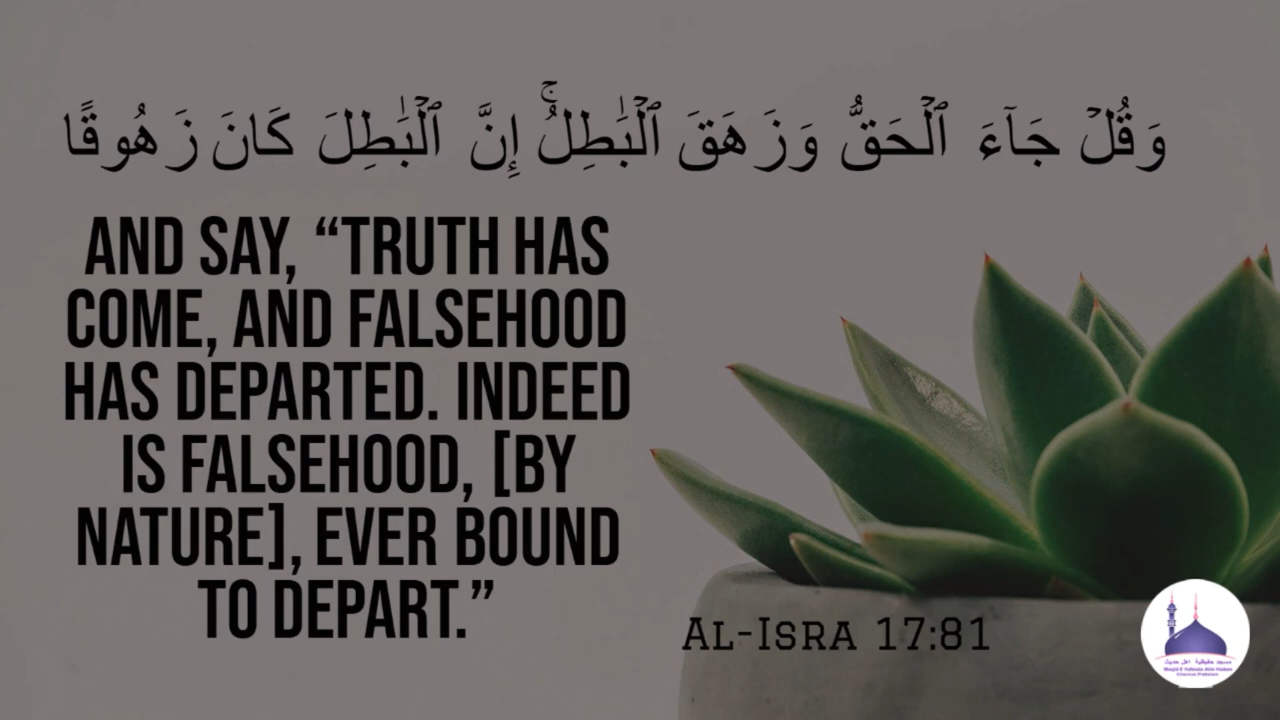 وَقُلْ جَآءَ ٱلْحَقُّ وَزَهَقَ ٱلْبَٰطِلُ ۚ إِنَّ ٱلْبَٰطِلَ كَانَ زَهُوقًا
AND SAY, “TRUTH HAS
COME, AND FALSEHOOD
HAS DEPARTED. INDEED
IS FALSEHOOD, [BY
NATURE], EVER BOUND
TO DEPART.”
AL-ISRA 17:81